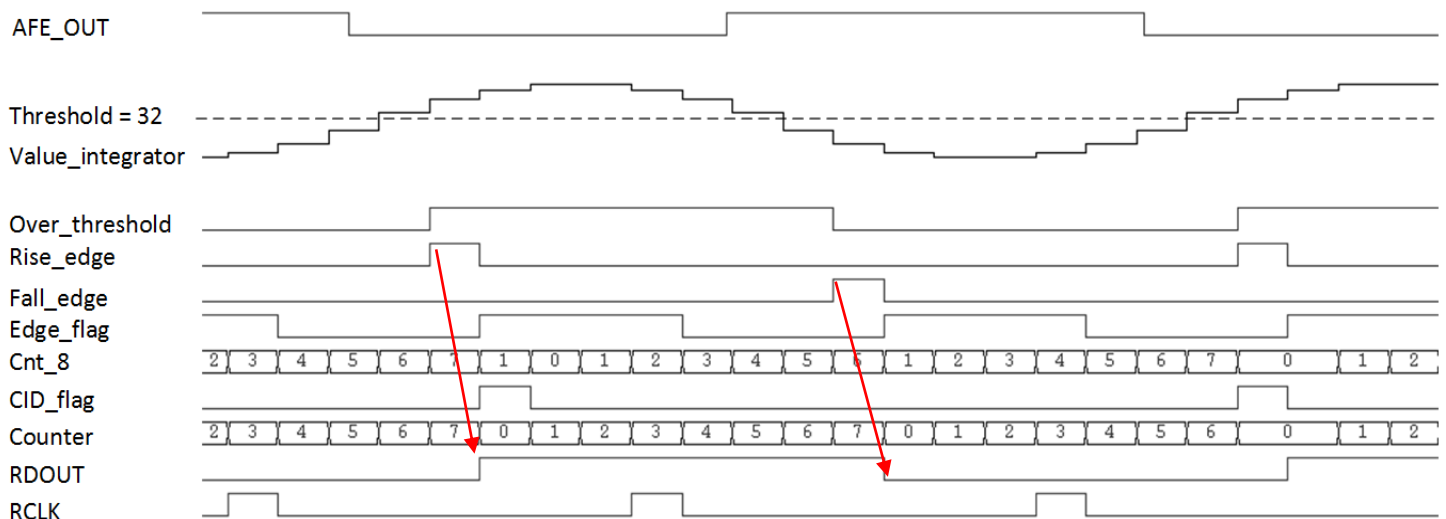 AFE_OUT
Threshold = 32
Value_integrator
Over_threshold
Rise_edge
Fall_edge
Edge_flag
Cnt_8 2 3 4 5 6 7 1 0 1 2 3 4 5 6 1 2 3 4 5 6 7 0 1 2
CID_flag
Counter 2 3 4 5 6 7 0 1 2 3 4 5 6 7 0 1 2 3 4 5 6 0 1 2
RDOUT
RCLK